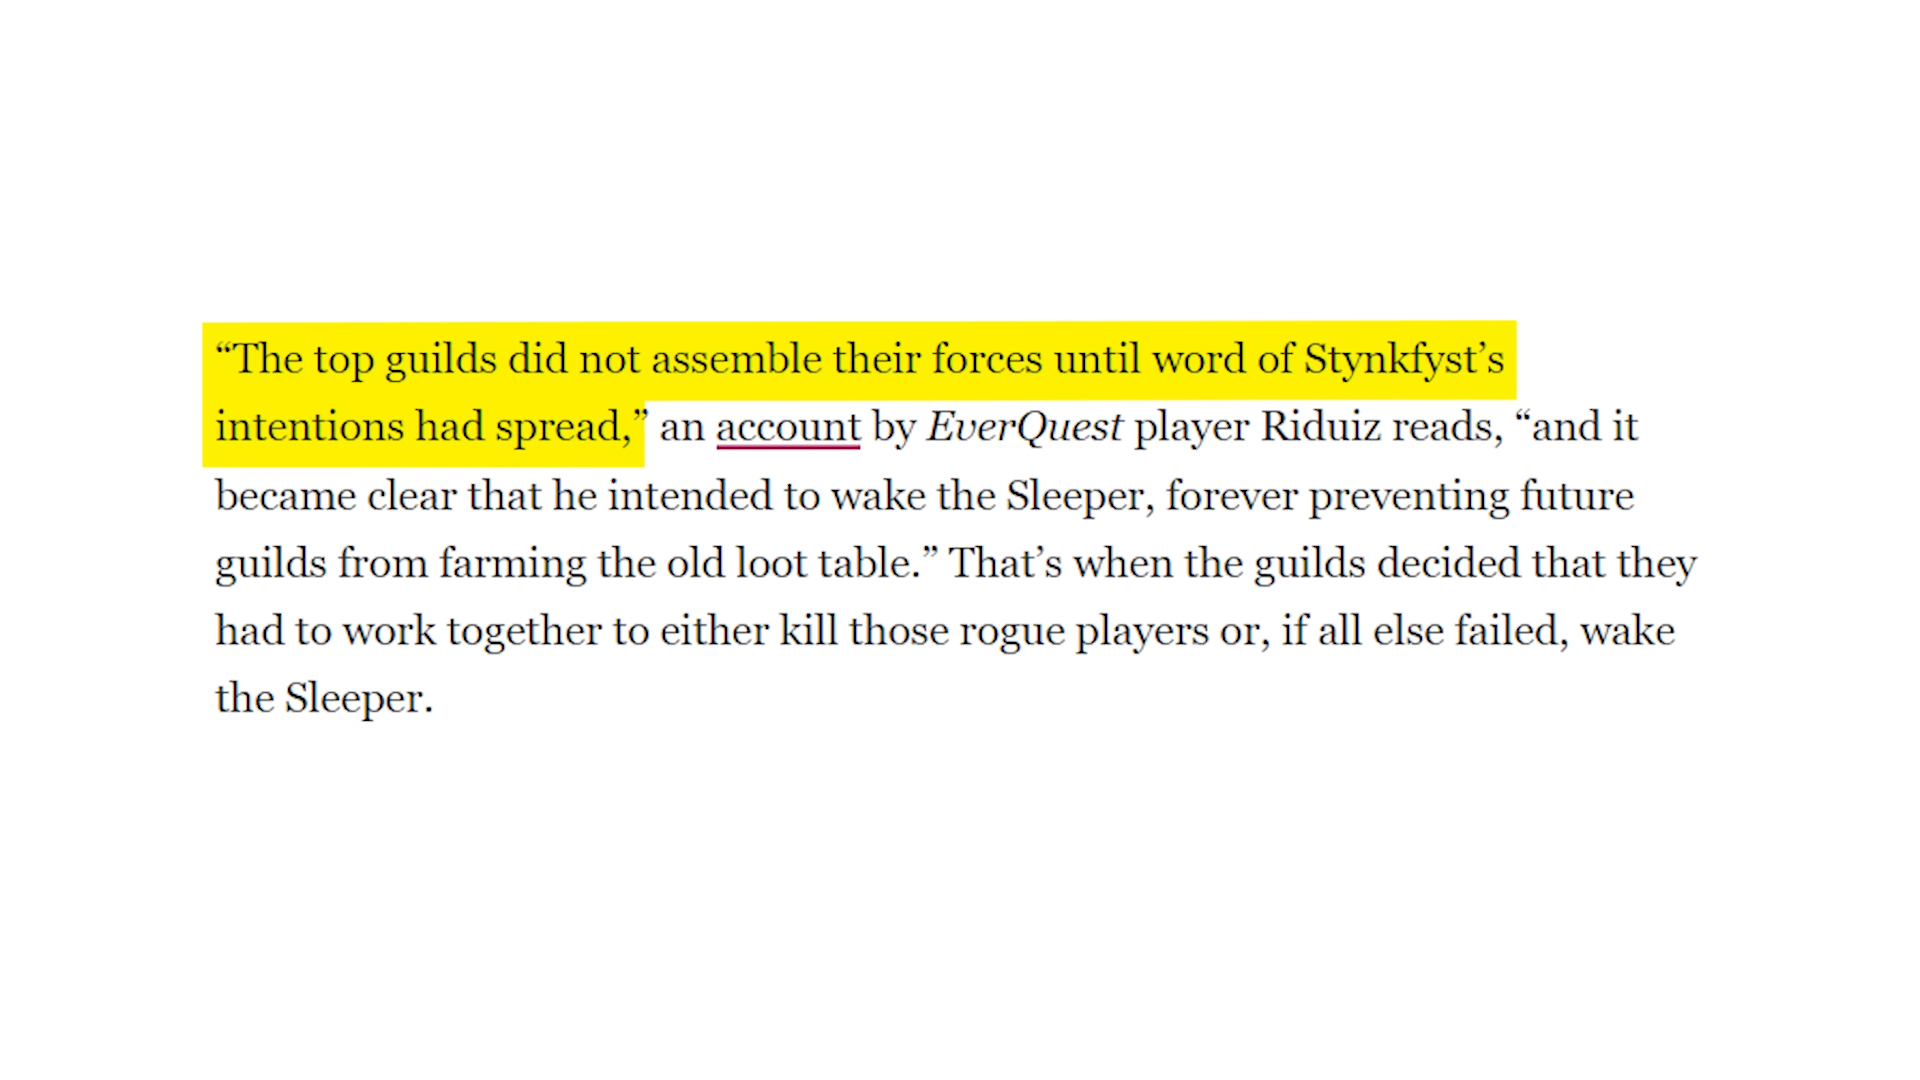 “The top guilds did not assemble their forces until word of Stynkfyst’s
intentions had spread,” an account by EverQuest player Riduiz reads, “and it
became clear that he intended to wake the Sleeper, forever preventing future
guilds from farming the old loot table.” That’s when the guilds decided that they
had to work together to either kill those rogue players or, if all else failed, wake
the Sleeper.